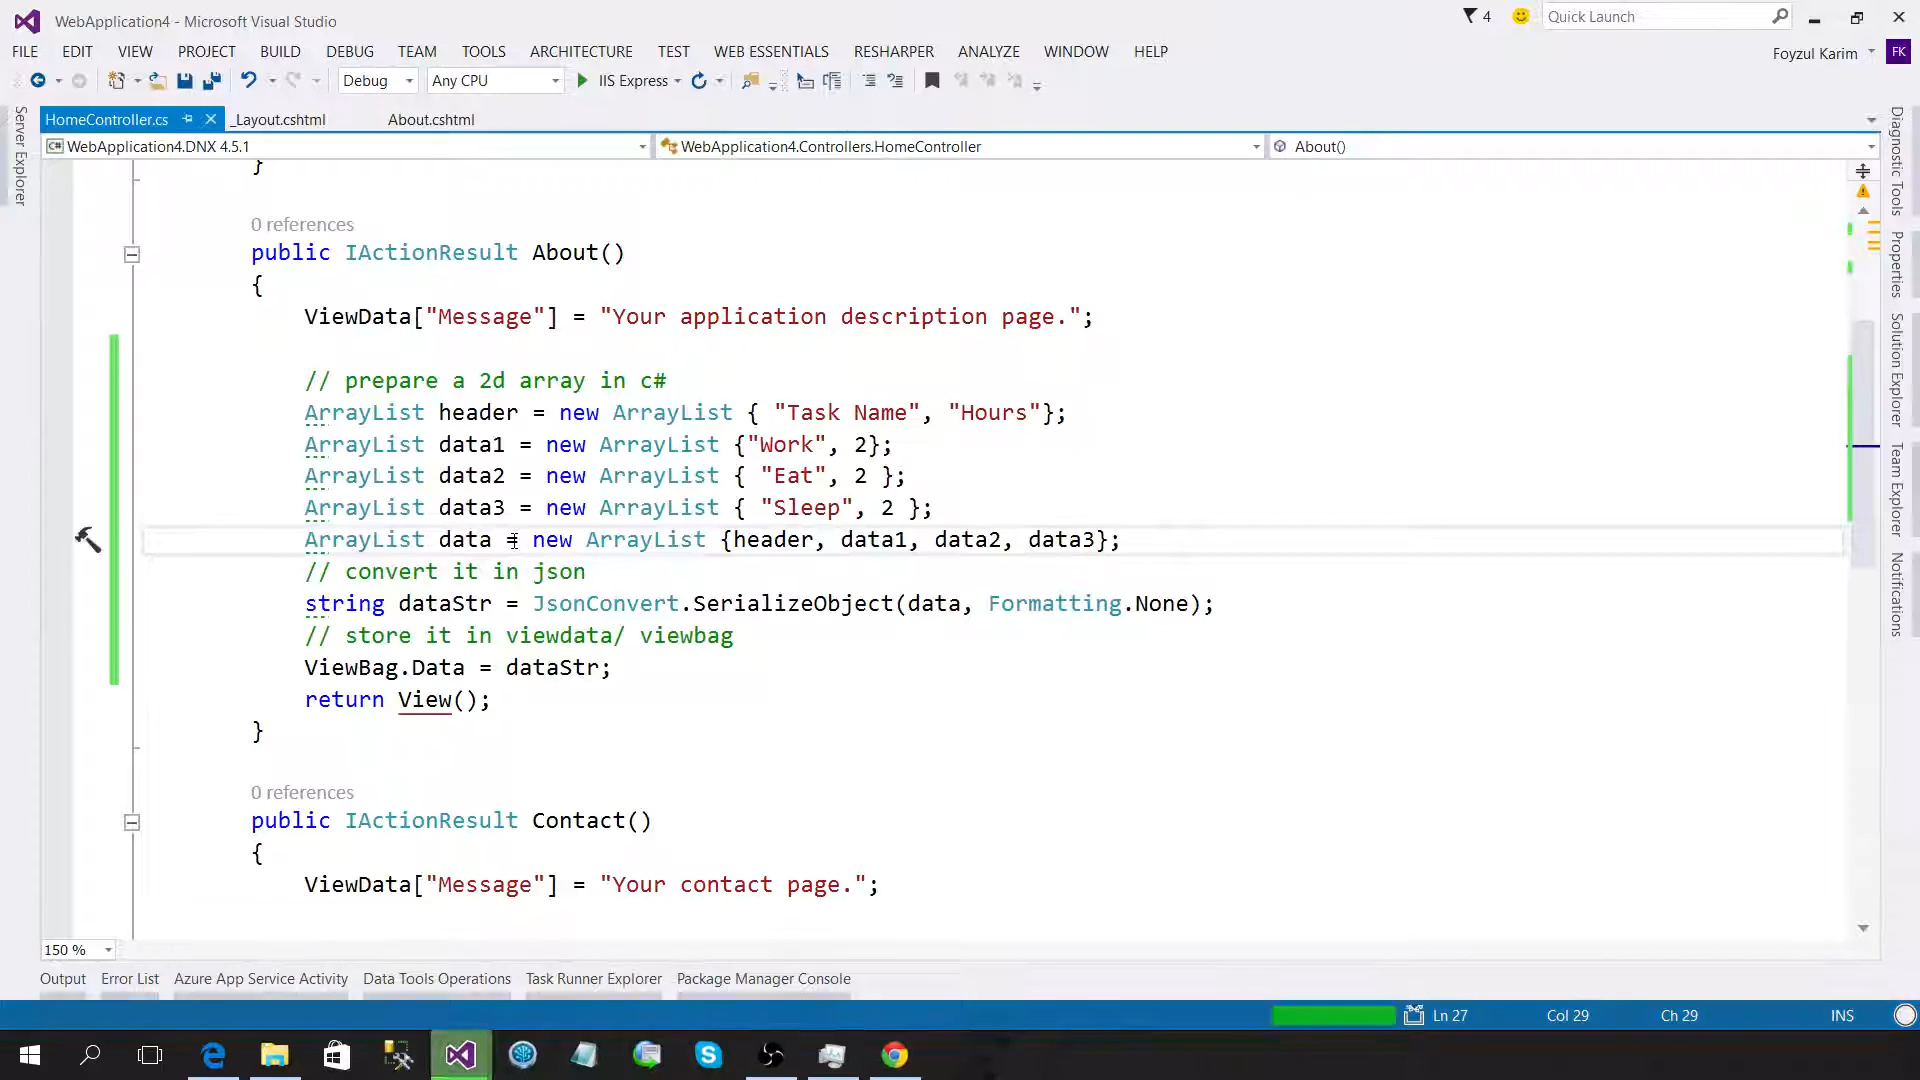 WebApplication4 - Microsoft Visual Studio
4
Quick Launch
FILE EDIT VIEW PROJECT BUILD DEBUG TEAM TOOLS ARCHITECTURE TEST WEB ESSENTIALS RESHARPER ANALYZE WINDOW HELP
Foyzul Karim FK
Debug Any CPU IIS Express
Server Explorer
HomeController.cs _Layout.cshtml About.cshtml
C# WebApplication4.DNX 4.5.1 WebApplication4.Controllers.HomeController About()
}
0 references
public IActionResult About()
{
ViewData["Message"] = "Your application description page.";
// prepare a 2d array in c#
ArrayList header = new ArrayList { "Task Name", "Hours"};
ArrayList data1 = new ArrayList {"Work", 2};
ArrayList data2 = new ArrayList { "Eat", 2 };
ArrayList data3 = new ArrayList { "Sleep", 2 };
ArrayList data = new ArrayList {header, data1, data2, data3};
// convert it in json
string dataStr = JsonConvert.SerializeObject(data, Formatting.None);
// store it in viewdata/ viewbag
ViewBag.Data = dataStr;
return View();
}
0 references
public IActionResult Contact()
{
ViewData["Message"] = "Your contact page.";
Diagnostic Tools
Properties
Solution Explorer
Team Explorer
Notifications
150 %
Output Error List Azure App Service Activity Data Tools Operations Task Runner Explorer Package Manager Console
Ln 27 Col 29 Ch 29 INS